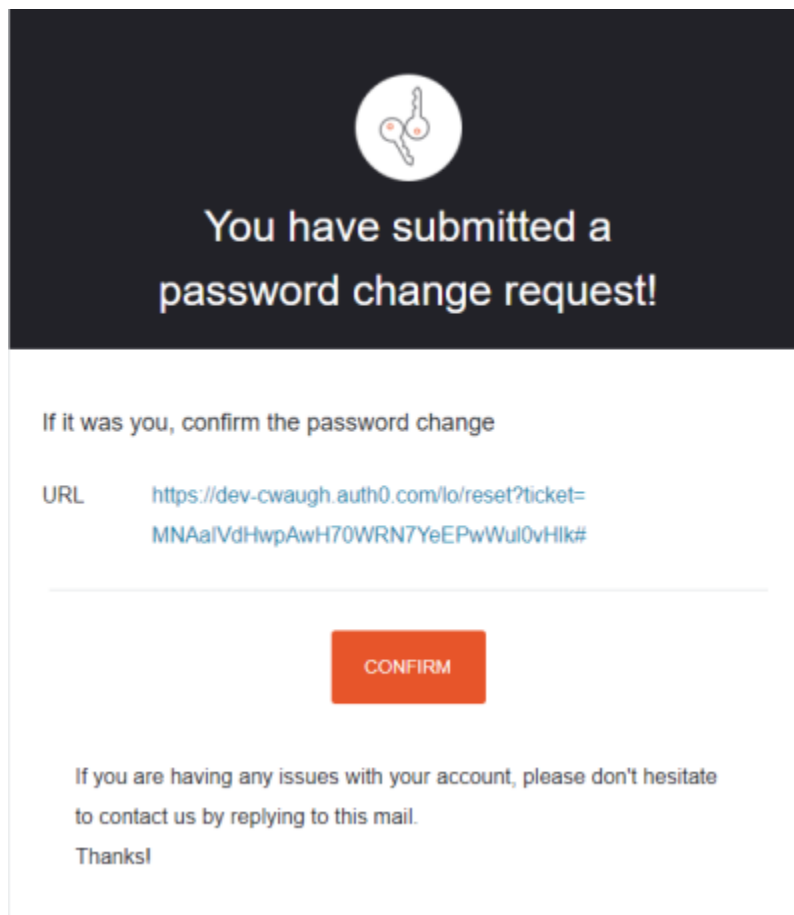 You have submitted a
password change request!
If it was you, confirm the password change
URL https://dev-cwaugh.auth0.com/lo/reset?ticket=
MNAaIVdHwpAwH70WRN7YeEPwWul0vHIk#
CONFIRM
If you are having any issues with your account, please don't hesitate
to contact us by replying to this mail.
Thanks!